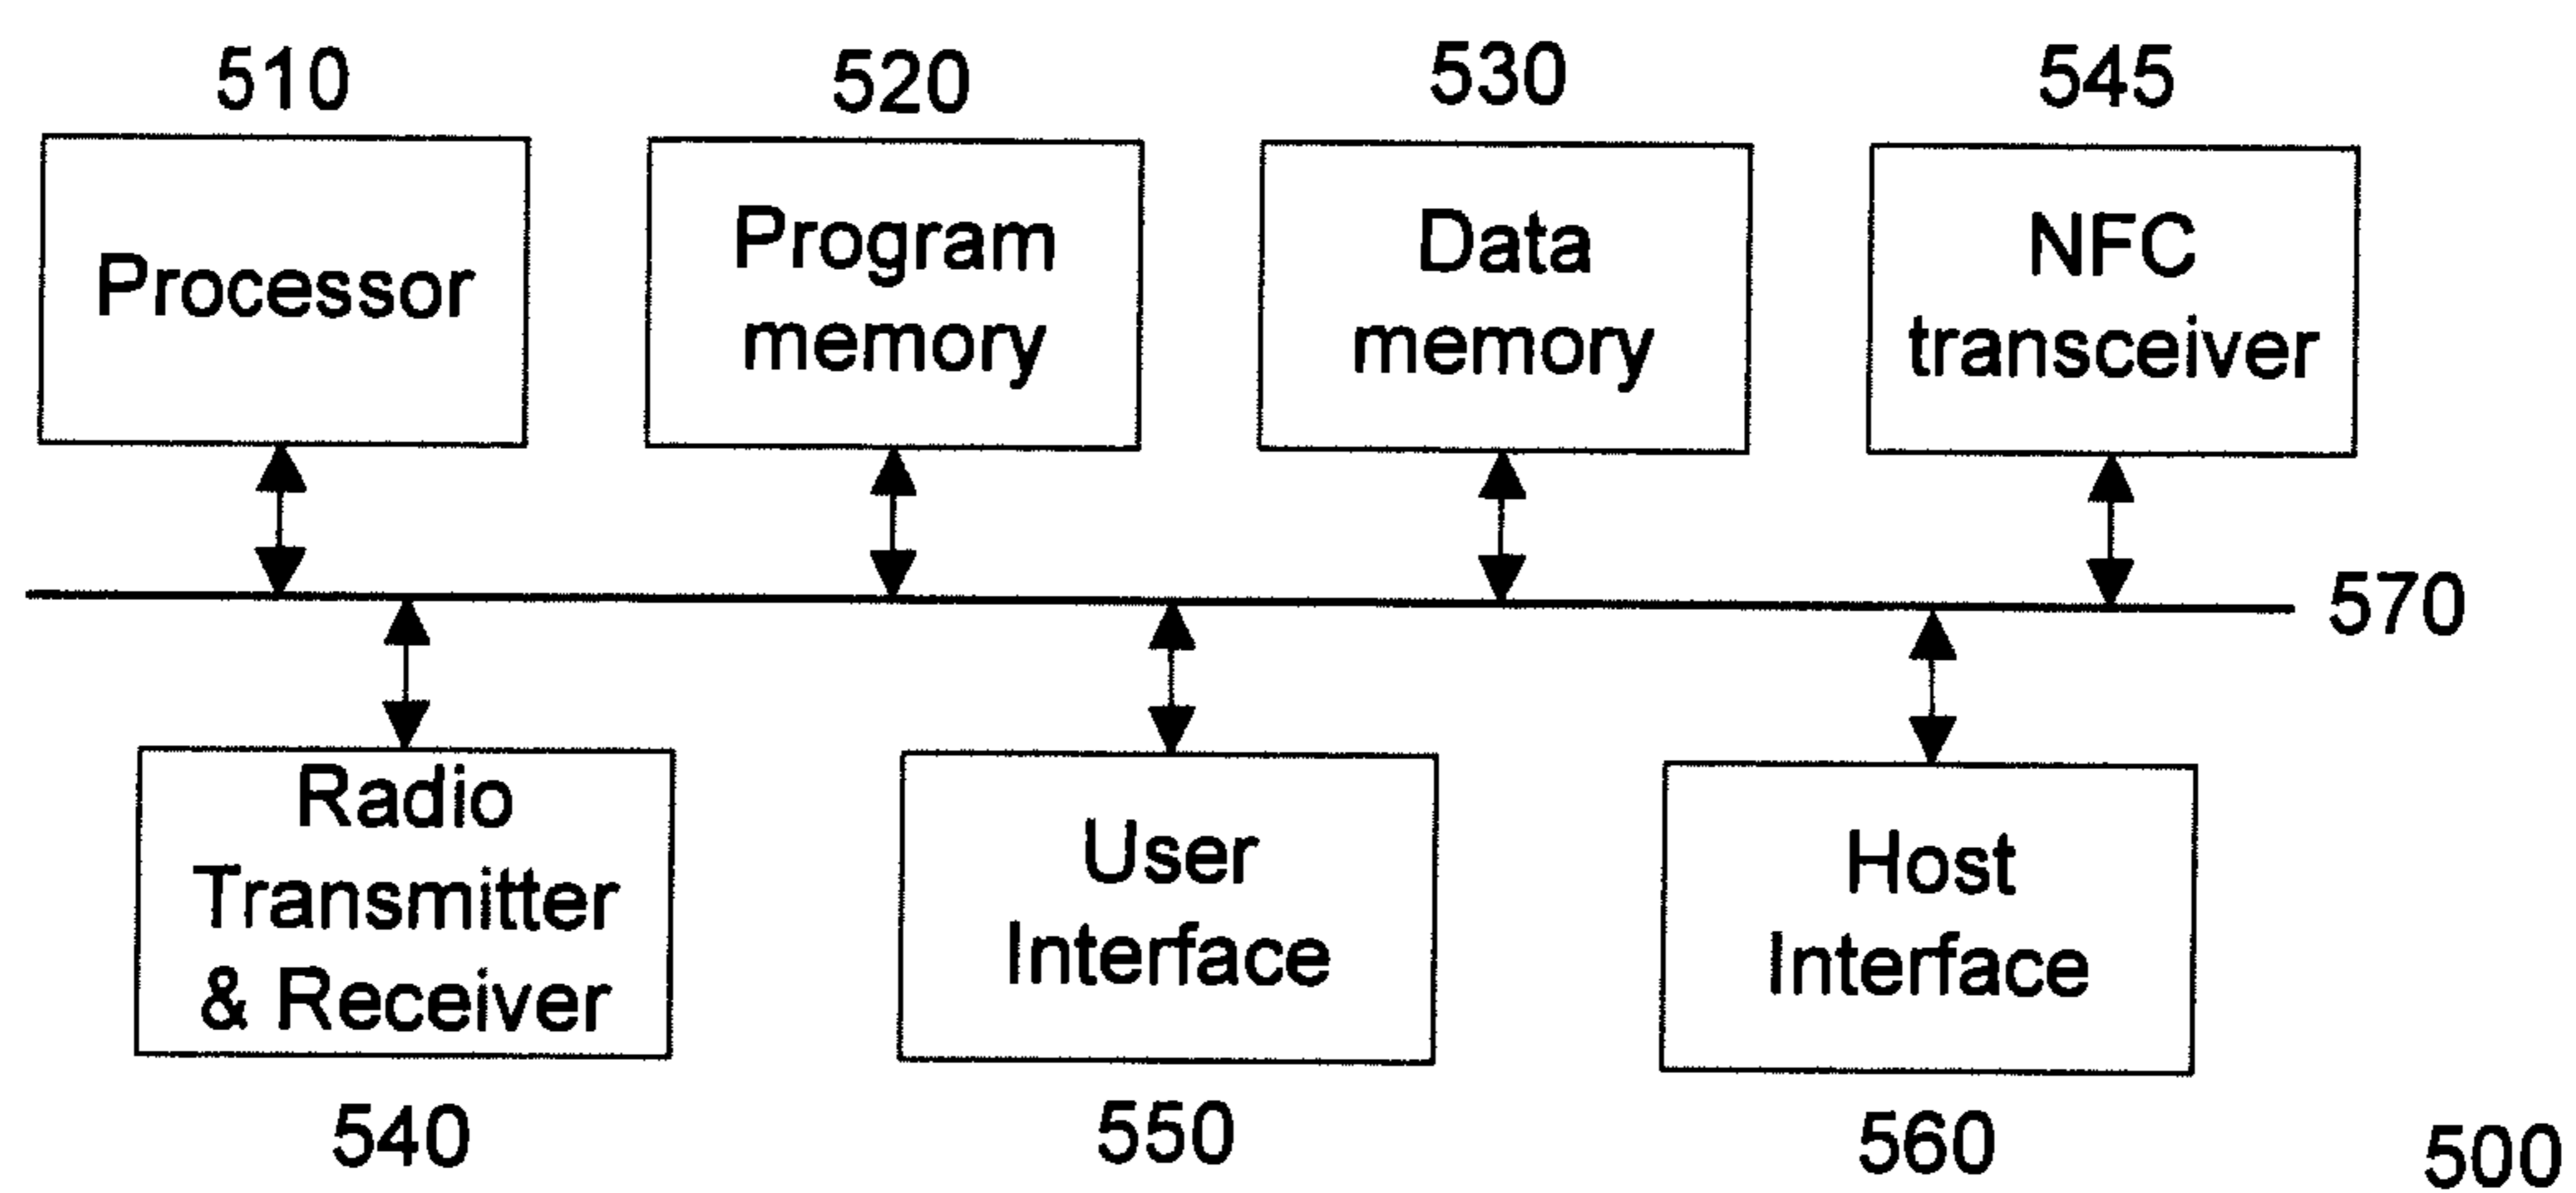 510
520
530
545
Processor
Program
memory
Data
memory
NFC
transceiver
570
Radio
Transmitter
& Receiver
User
Interface
Host
Interface
540
550
560
500